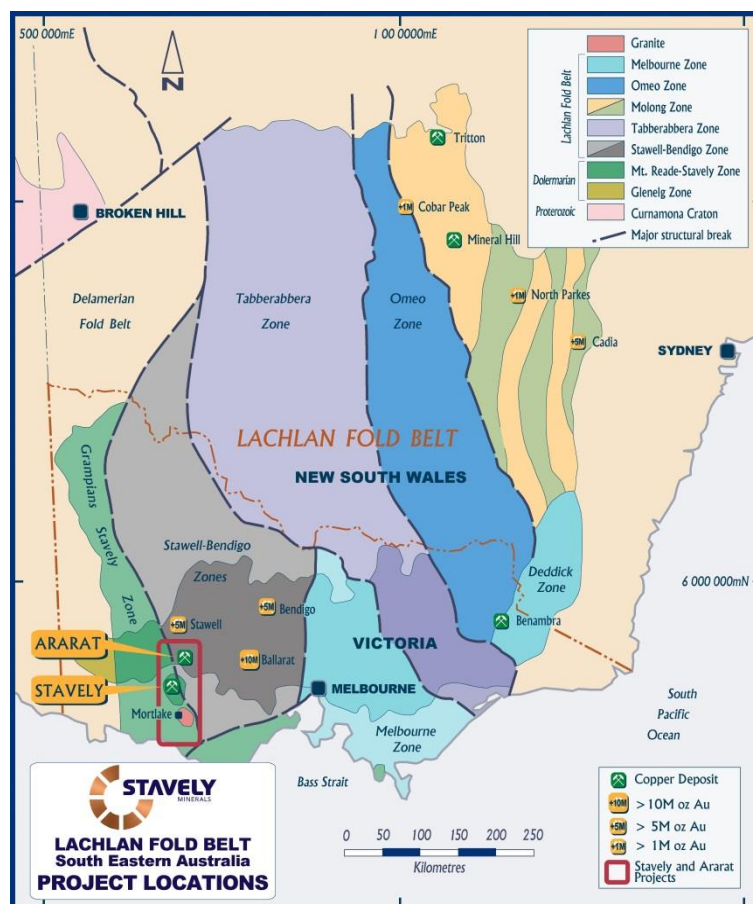 500 000mE
1 00 0000mE
N
Granite
Melbourne Zone
Omeo Zone
Molong Zone
Tabberabbera Zone
Stawell-Bendigo Zone
Mt. Reade-Stavely Zone
Glenelg Zone
Curnamona Craton
Major structural break
Lachlan Fold Belt
Dolermarian
Proterozoic
Tritton
BROKEN HILL
+1M
Cobar Peak
Mineral Hill
Delamerian
Fold Belt
Tabberabbera
Zone
Omeo
Zone
+1M
North Parkes
+5M
Cadia
SYDNEY
LACHLAN FOLD BELT
NEW SOUTH WALES
Grampians
Stavely
Zone
Stawell-Bendigo
Zones
Deddick
Zone
6 000 000mN
+5M
Stawell
+5M
Bendigo
Benambra
ARARAT
+10M
Ballarat
VICTORIA
STAVELY
MELBOURNE
Mortlake
Melbourne
Zone
South
Pacific
Ocean
Bass Strait
STAVELY
MINERALS
LACHLAN FOLD BELT
South Eastern Australia
PROJECT LOCATIONS
0 50 100 150 200 250
Kilometres
Copper Deposit
+10M
> 10M oz Au
+5M
> 5M oz Au
+1M
> 1M oz Au
Stavely and Ararat
Projects